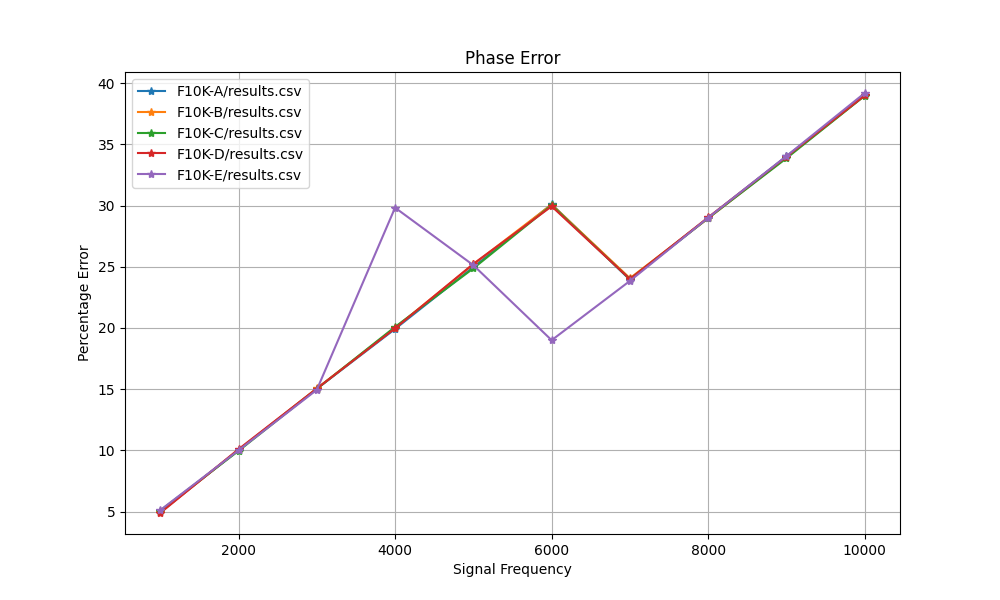 Phase Error
F10K-A/results.csv
F10K-B/results.csv
F10K-C/results.csv
F10K-D/results.csv
F10K-E/results.csv
Percentage Error
40
35
30
25
20
15
10
5
2000 4000 6000 8000 10000
Signal Frequency